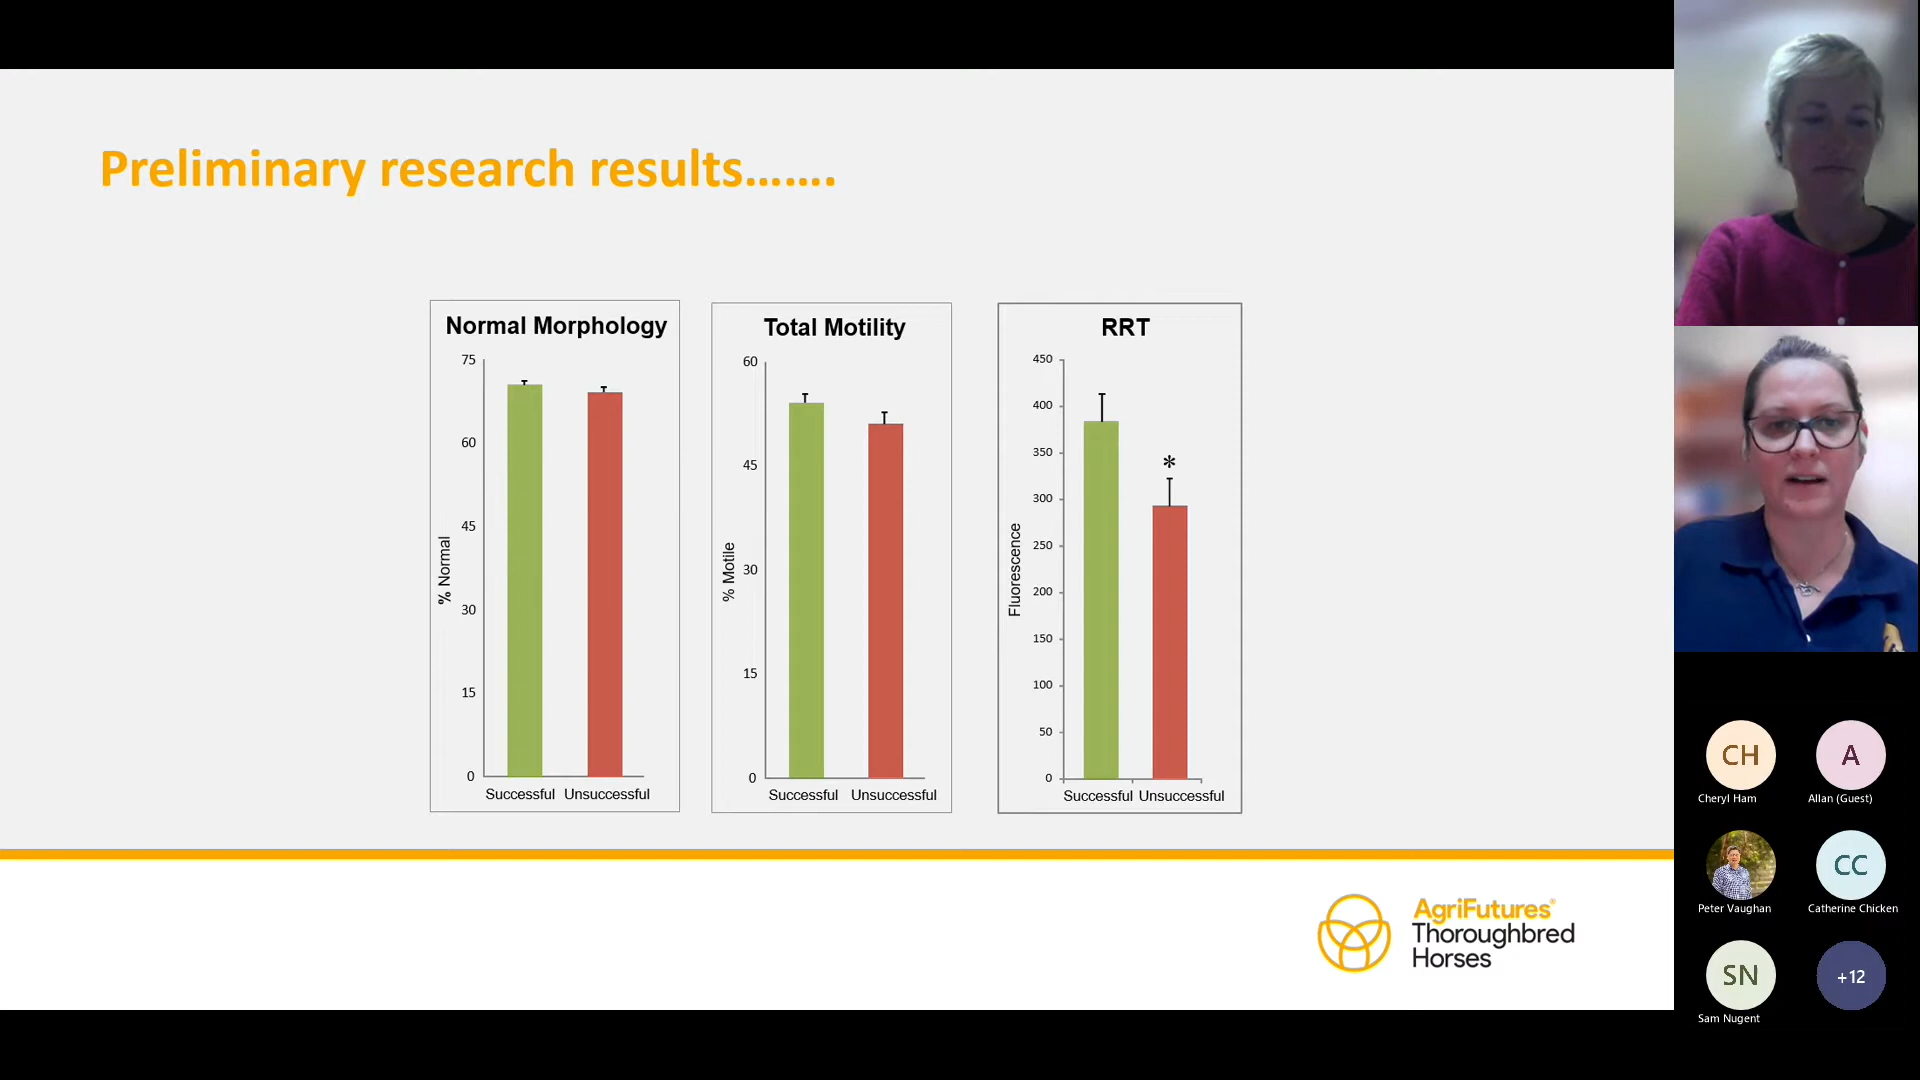 Preliminary research results.......
Normal Morphology
75
60
45
30
15
0
% Normal
Successful Unsuccessful
Total Motility
60
45
30
15
0
% Motile
Successful Unsuccessful
RRT
450
400
350
300
250
200
150
100
50
0
Fluorescence
*
Successful Unsuccessful
AgriFutures®
Thoroughbred
Horses
CH
Cheryl Ham
A
Allan (Guest)
Peter Vaughan
CC
Catherine Chicken
SN
Sam Nugent
+12